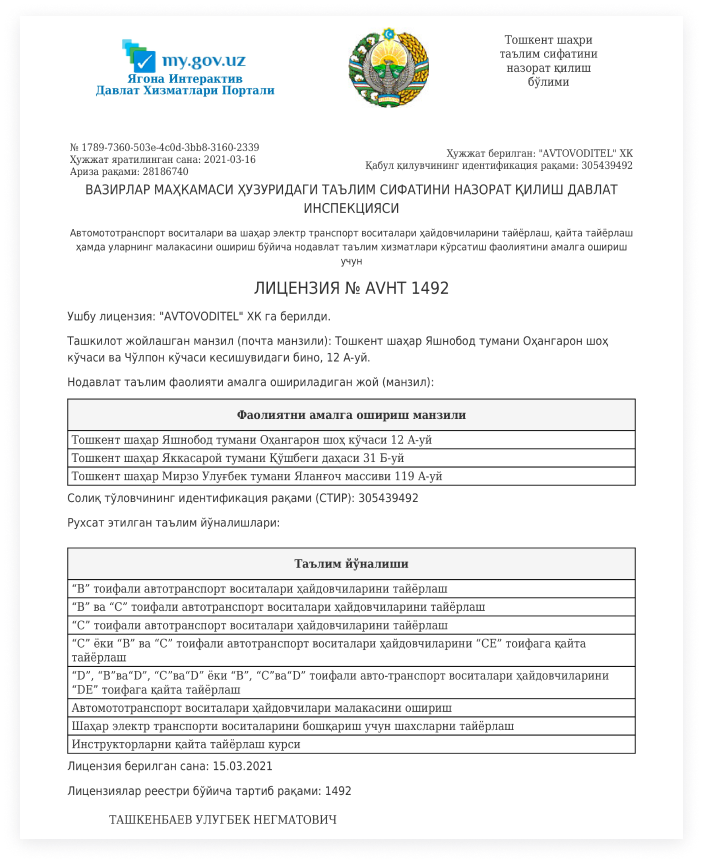 my.gov.uz
Ягона Интерактив
Давлат Хизматлари Портали
Тошкент шаҳри
таълим сифатини
назорат қилиш
бўлими
№ 1789-7360-503e-4c0d-3bb8-3160-2339
Ҳужжат яратилинган сана: 2021-03-16
Ариза рақами: 28186740
Ҳужжат берилган: "AVTOVODITEL" ХК
Қабул қилувчининг идентификация рақами: 305439492
ВАЗИРЛАР МАҲКАМАСИ ҲУЗУРИДАГИ ТАЪЛИМ СИФАТИНИ НАЗОРАТ ҚИЛИШ ДАВЛАТ
ИНСПЕКЦИЯСИ
Автомототранспорт воситалари ва шаҳар электр транспорт воситалари ҳайдовчиларини тайёрлаш, қайта тайёрлаш
ҳамда уларнинг малакасини ошириш бўйича нодавлат таълим хизматлари кўрсатиш фаолиятини амалга ошириш
учун
ЛИЦЕНЗИЯ № AVHT 1492
Ушбу лицензия: "AVTOVODITEL" ХК га берилди.
Ташкилот жойлашган манзил (почта манзили): Тошкент шаҳар Яшнобод тумани Оҳангарон шоҳ
кўчаси ва Чўлпон кўчаси кесишувидаги бино, 12 А-уй.
Нодавлат таълим фаолияти амалга ошириладиган жой (манзил):
Фаолиятни амалга ошириш манзили
Тошкент шаҳар Яшнобод тумани Оҳангарон шоҳ кўчаси 12 А-уй
Тошкент шаҳар Яккасарой тумани Қўшбеги даҳаси 31 Б-уй
Тошкент шаҳар Мирзо Улуғбек тумани Ялангоч массиви 119 А-уй
Солиқ тўловчининг идентификация рақами (СТИР): 305439492
Рухсат этилган таълим йўналишлари:
Таълим йўналиши
“B” тоифали автотранспорт воситалари ҳайдовчиларини тайёрлаш
“B” ва “C” тоифали автотранспорт воситалари ҳайдовчиларини тайёрлаш
“C” тоифали автотранспорт воситалари ҳайдовчиларини тайёрлаш
“C” ёки “B” ва “C” тоифали автотранспорт воситалари ҳайдовчиларини “CE” тоифага қайта
тайёрлаш
“D”, “B”ва“D”, “C”ва“D” ёки “B”, “C”ва“D” тоифали авто-транспорт воситалари ҳайдовчиларини
“DE” тоифага қайта тайёрлаш
Автомототранспорт воситалари ҳайдовчилари малакасини ошириш
Шаҳар электр транспорти воситаларини бошқариш учун шахсларни тайёрлаш
Инструкторларни қайта тайёрлаш курси
Лицензия берилган сана: 15.03.2021
Лицензиялар реестри бўйича тартиб рақами: 1492
ТАШКЕНБАЕВ УЛУГБЕК НЕГМАТОВИЧ